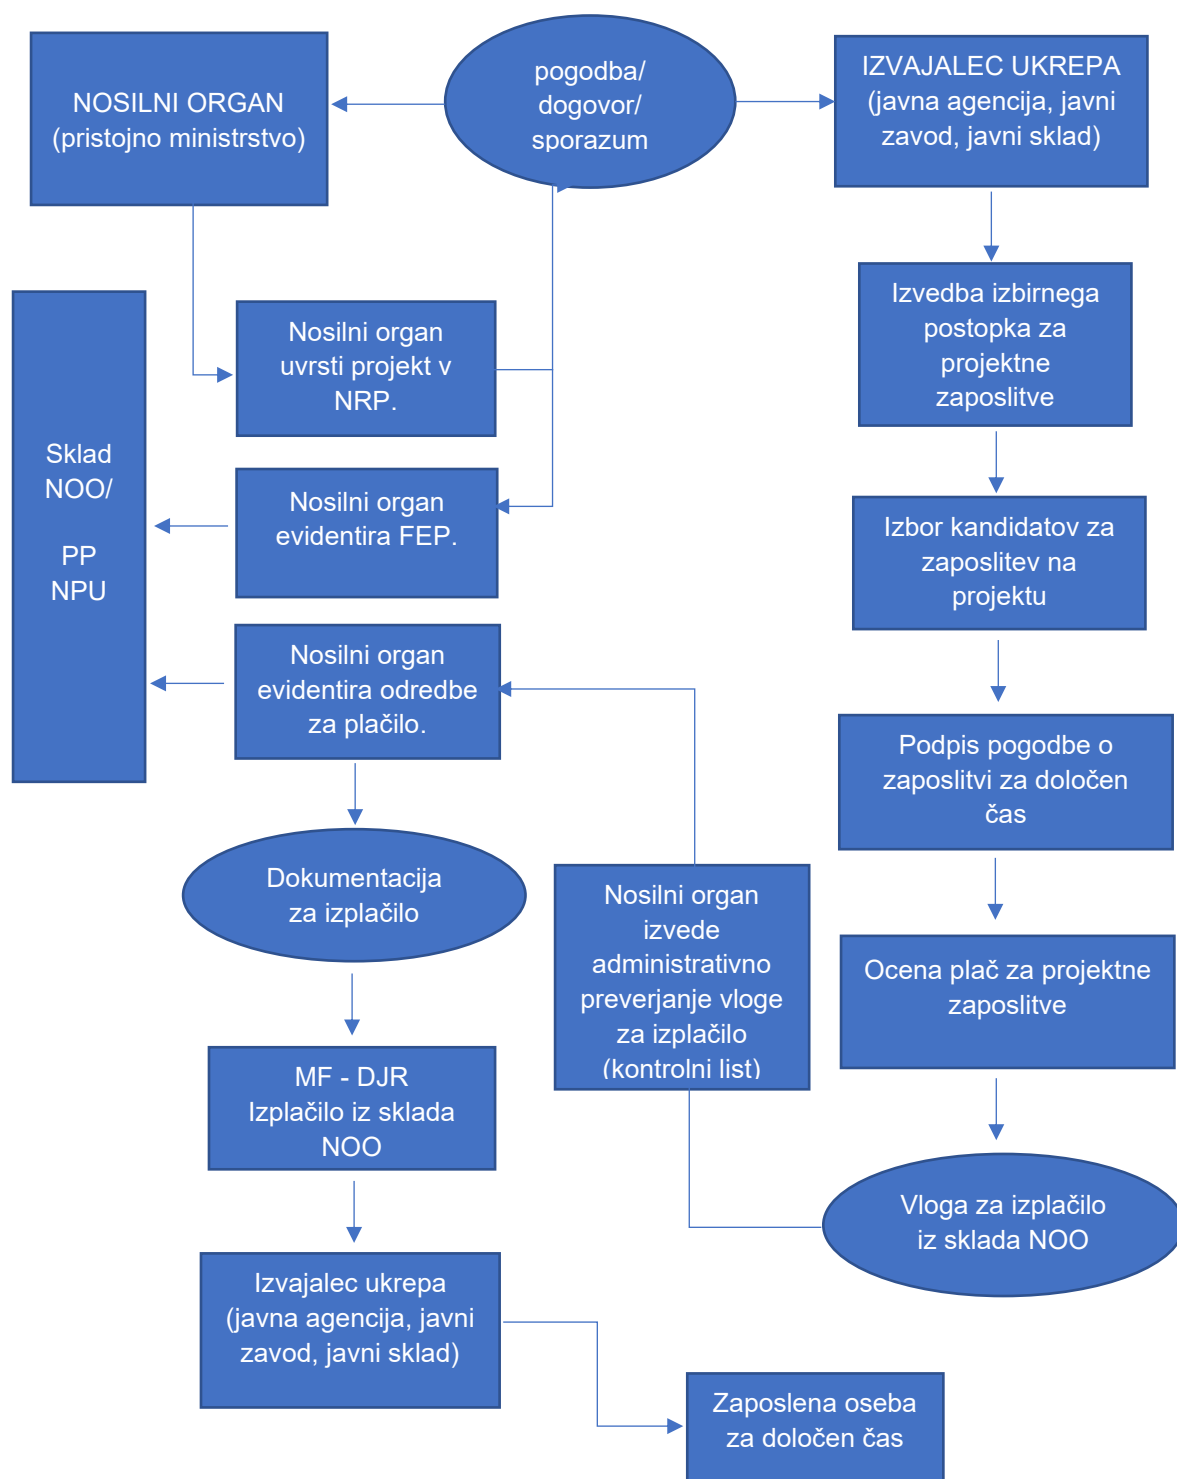 NOSILNI ORGAN
(pristojno ministrstvo)
pogodba/
dogovor/
sporazum
IZVAJALEC UKREPA
(javna agencija, javni
zavod, javni sklad)
Nosilni organ
uvrsti projekt v
NRP.
Izvedba izbirnega
postopka za
projektne
zaposlitve
Sklad
NOO/
PP
NPU
Nosilni organ
evidentira FEP.
Izbor kandidatov za
zaposlitev na
projektu
Nosilni organ
evidentira odredbe
za plačilo.
Podpis pogodbe o
zaposlitvi za določen
čas
Dokumentacija
za izplačilo
Nosilni organ
izvede
administrativno
preverjanje vloge
za izplačilo
(kontrolni list)
Ocena plač za projektne
zaposlitve
MF - DJR
Izplačilo iz sklada
NOO
Vloga za izplačilo
iz sklada NOO
Izvajalec ukrepa
(javna agencija, javni
zavod, javni sklad)
Zaposlena oseba
za določen čas